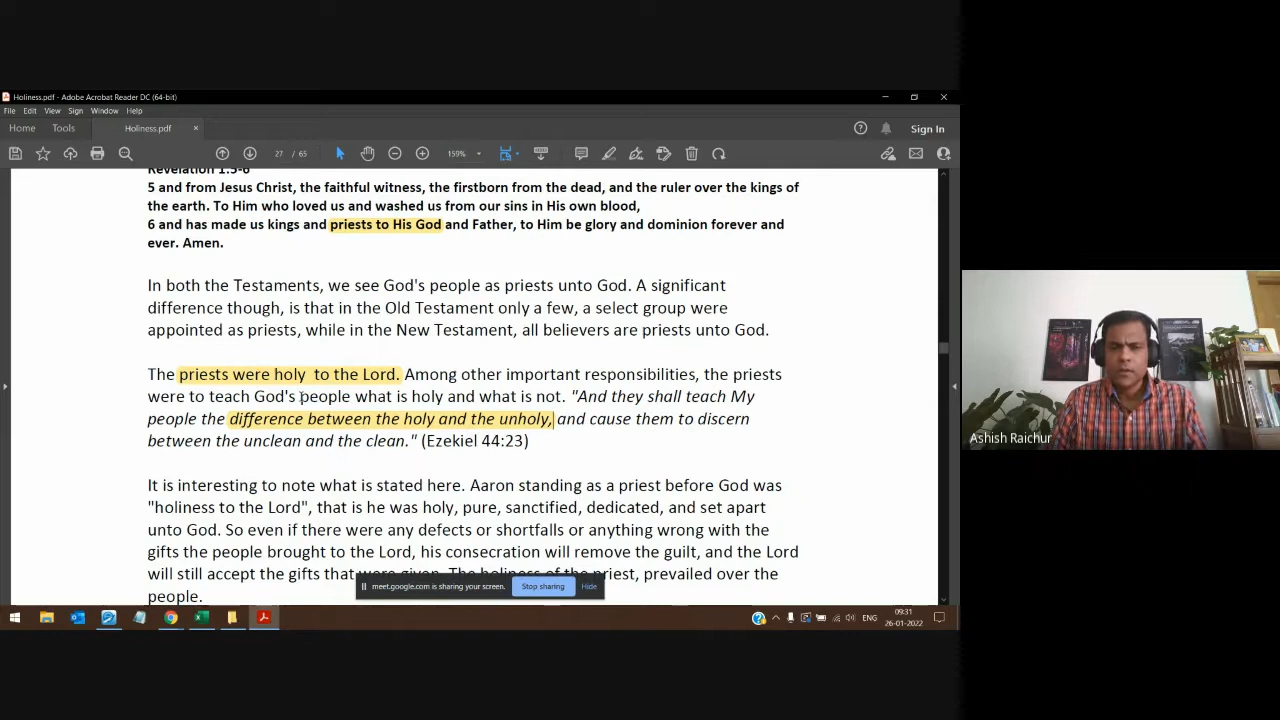 Holiness.pdf - Adobe Acrobat Reader DC (64-bit)
File Edit View Sign Window Help
Home Tools Holiness.pdf × Sign In
27 / 65 159%
Revelation 1:5-6
5 and from Jesus Christ, the faithful witness, the firstborn from the dead, and the ruler over the kings of
the earth. To Him who loved us and washed us from our sins in His own blood,
6 and has made us kings and priests to His God and Father, to Him be glory and dominion forever and
ever. Amen.
In both the Testaments, we see God's people as priests unto God. A significant
difference though, is that in the Old Testament only a few, a select group were
appointed as priests, while in the New Testament, all believers are priests unto God.
The priests were holy to the Lord. Among other important responsibilities, the priests
were to teach God's people what is holy and what is not. "And they shall teach My
people the difference between the holy and the unholy, and cause them to discern
between the unclean and the clean." (Ezekiel 44:23)
It is interesting to note what is stated here. Aaron standing as a priest before God was
"holiness to the Lord", that is he was holy, pure, sanctified, dedicated, and set apart
unto God. So even if there were any defects or shortfalls or anything wrong with the
gifts the people brought to the Lord, his consecration will remove the guilt, and the Lord
will still accept the gifts that were given. The holiness of the priest, prevailed over the
people.
meet.google.com is sharing your screen. Stop sharing Hide
ENG 09:31
26-01-2022
Ashish Raichur